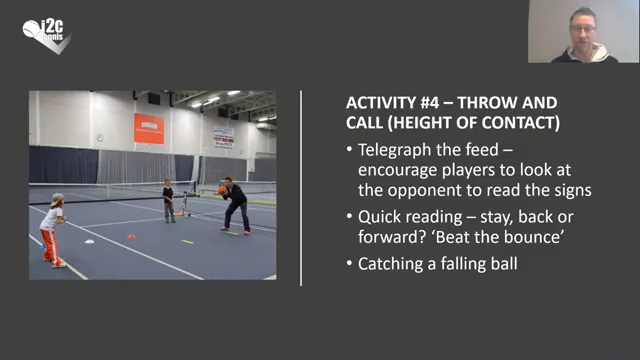 i2c
tennis
ACTIVITY #4 – THROW AND
CALL (HEIGHT OF CONTACT)
• Telegraph the feed –
encourage players to look at
the opponent to read the signs
• Quick reading – stay, back or
forward? ‘Beat the bounce’
• Catching a falling ball